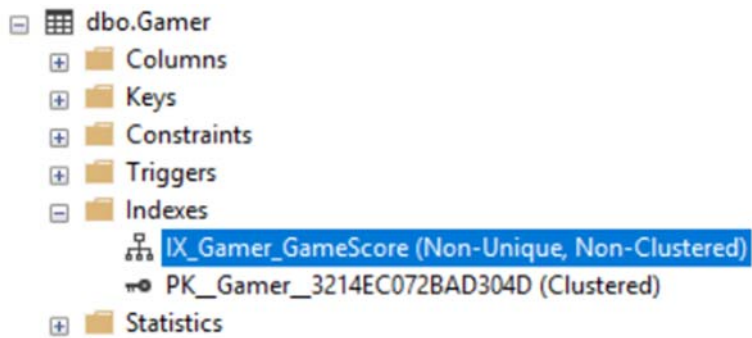 dbo.Gamer
Columns
Keys
Constraints
Triggers
Indexes
IX_Gamer_GameScore (Non-Unique, Non-Clustered)
PK__Gamer__3214EC072BAD304D (Clustered)
Statistics